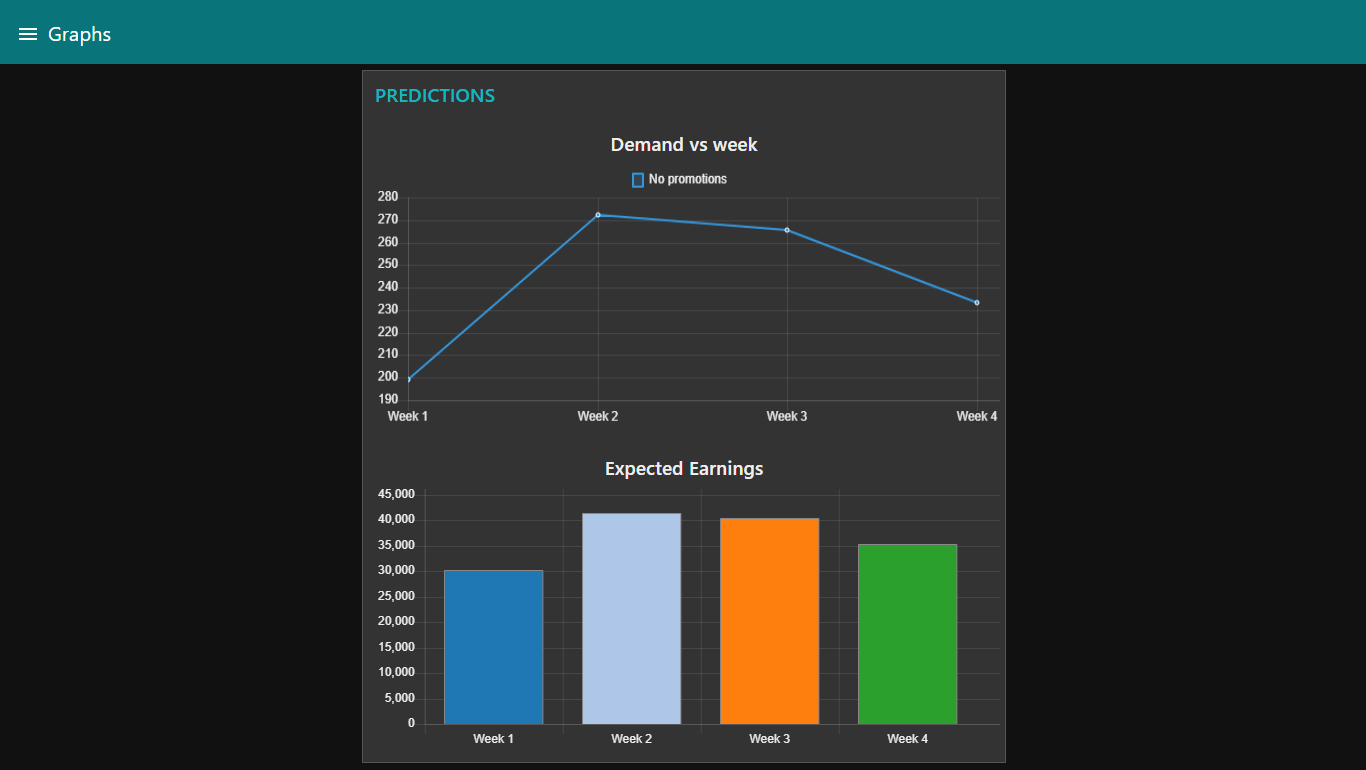 Graphs
PREDICTIONS
Demand vs week
No promotions
280
270
260
250
240
230
220
210
200
190
Week 1 Week 2 Week 3 Week 4
Expected Earnings
45,000
40,000
35,000
30,000
25,000
20,000
15,000
10,000
5,000
0
Week 1 Week 2 Week 3 Week 4